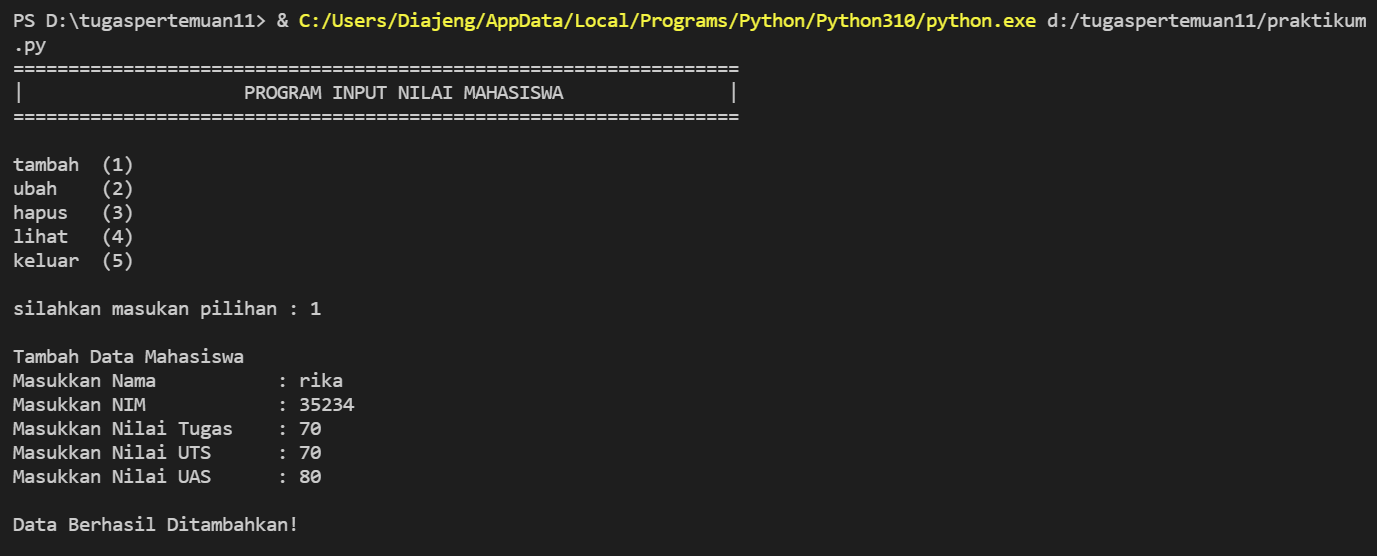 PS D:\tugaspertemuan11> & C:/Users/Diajeng/AppData/Local/Programs/Python/Python310/python.exe d:/tugaspertemuan11/praktikum
.py
==================================================================
|                    PROGRAM INPUT NILAI MAHASISWA               |
==================================================================
tambah  (1)
ubah    (2)
hapus   (3)
lihat   (4)
keluar  (5)
silahkan masukan pilihan : 1
Tambah Data Mahasiswa
Masukkan Nama           : rika
Masukkan NIM            : 35234
Masukkan Nilai Tugas    : 70
Masukkan Nilai UTS      : 70
Masukkan Nilai UAS      : 80
Data Berhasil Ditambahkan!